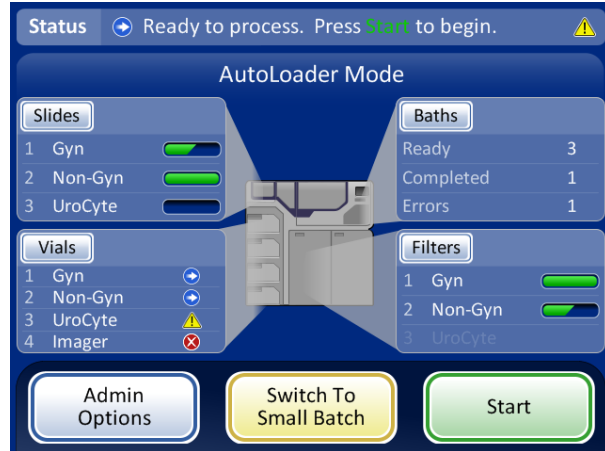 Status Ready to process. Press Start to begin.
AutoLoader Mode
Slides
1 Gyn
2 Non-Gyn
3 UroCyte
Baths
Ready 3
Completed 1
Errors 1
Vials
1 Gyn
2 Non-Gyn
3 UroCyte
4 Imager
Filters
1 Gyn
2 Non-Gyn
3 UroCyte
Admin
Options
Switch To
Small Batch
Start